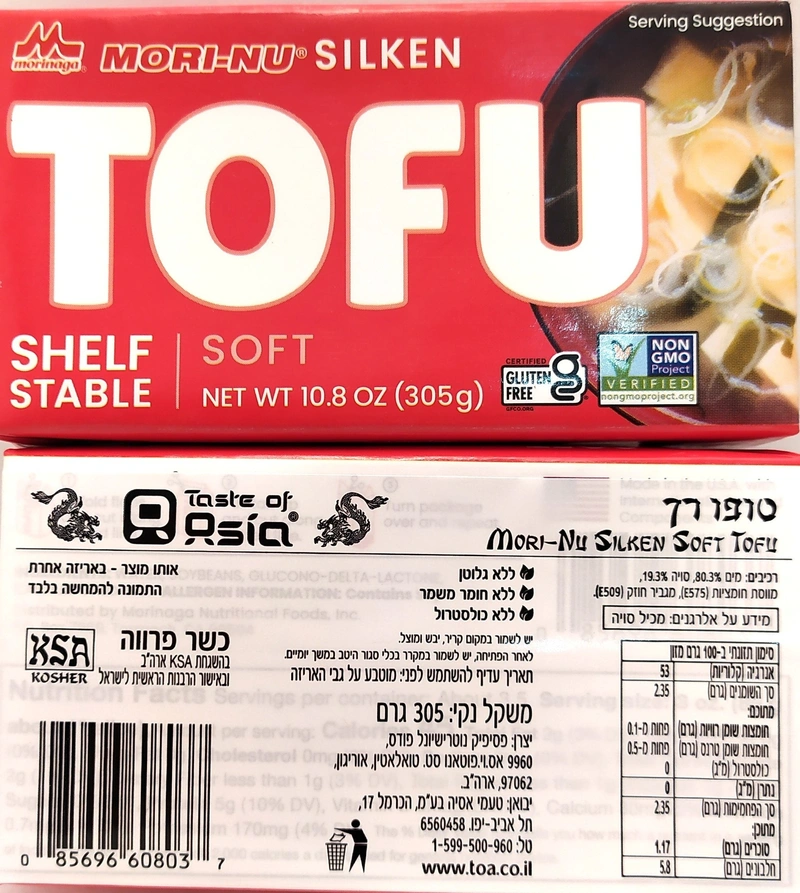 Serving Suggestion
morinaga
MORI-NU® SILKEN
TOFU
SHELF
STABLE
SOFT
NET WT 10.8 OZ (305g)
CERTIFIED
GLUTEN
FREE
GFCO.ORG
NON
GMO
Project
VERIFIED
nongmoproject.org
Taste of
Asia®
טופו רך
MORI-NU SILKEN SOFT TOFU
אותו מוצר - באריזה אחרת
התמונה להמחשה בלבד
ללא גלוטן
ללא חומר משמר
ללא כולסטרול
רכיבים: מים 80.3%, סויה 19.3%,
מווסת חומציות (E575), מגביר חוזק (E509).
מידע על אלרגנים: מכיל סויה
KSA
KOSHER
כשר פרווה
בהשגחת KSA ארה"ב
ובאישור הרבנות הראשית לישראל
יש לשמור במקום קריר, יבש ומוצל.
לאחר הפתיחה, יש לשמור במקרר בכלי סגור היטב במשך יומיים.
תאריך עדיף להשתמש לפני: מוטבע על גבי האריזה
משקל נקי: 305 גרם
יצרן: פסיפיק נוטרישיונל פודס,
9960 אס.וי.פוטאנו סט. טואלאטין, אוריגון,
97062, ארה"ב.
יבואן: טעמי אסיה בע"מ, הכרמל 17,
תל אביב-יפו 6560458
טל: 1-599-500-960
www.toa.co.il
סימון תזונתי ב-100 גרם מזון
אנרגיה (קלוריות) 53
סך השומנים (גרם) 2.35
מתוכם:
חומצות שומן רוויות (גרם) פחות מ-0.1
חומצות שומן טרנס (גרם) פחות מ-0.5
כולסטרול (מ"ג) 0
נתרן (מ"ג) 0
סך הפחמימות (גרם) 2.35
מתוכן:
סוכרים (גרם) 1.17
חלבונים (גרם) 5.8
0 85696 60803 7